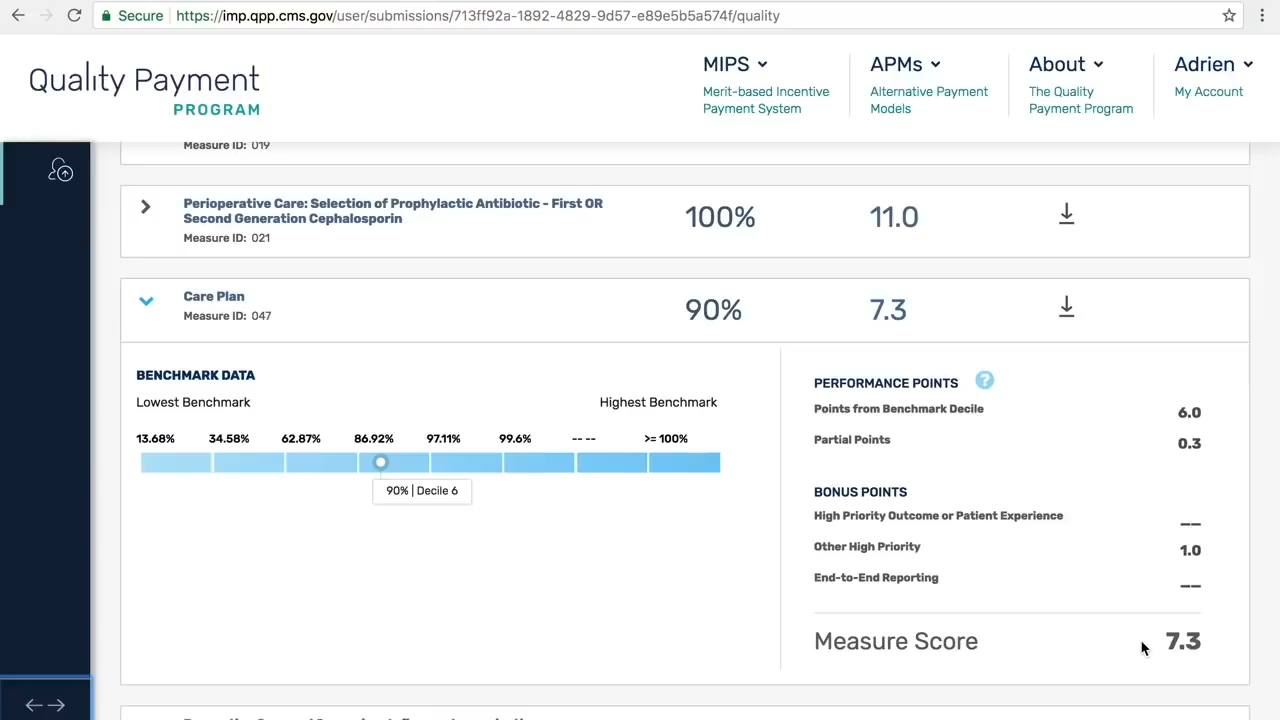 Secure https://imp.qpp.cms.gov/user/submissions/713ff92a-1892-4829-9d57-e89e5b5a574f/quality
Quality Payment
PROGRAM
MIPS
Merit-based Incentive
Payment System
APMs
Alternative Payment
Models
About
The Quality
Payment Program
Adrien
My Account
Measure ID: 019
Perioperative Care: Selection of Prophylactic Antibiotic - First OR
Second Generation Cephalosporin
Measure ID: 021
100%
11.0
Care Plan
Measure ID: 047
90%
7.3
BENCHMARK DATA
Lowest Benchmark
Highest Benchmark
13.68% 34.58% 62.87% 86.92% 97.11% 99.6% -- -- >= 100%
90% | Decile 6
PERFORMANCE POINTS ?
Points from Benchmark Decile 6.0
Partial Points 0.3
BONUS POINTS
High Priority Outcome or Patient Experience --
Other High Priority 1.0
End-to-End Reporting --
Measure Score 7.3